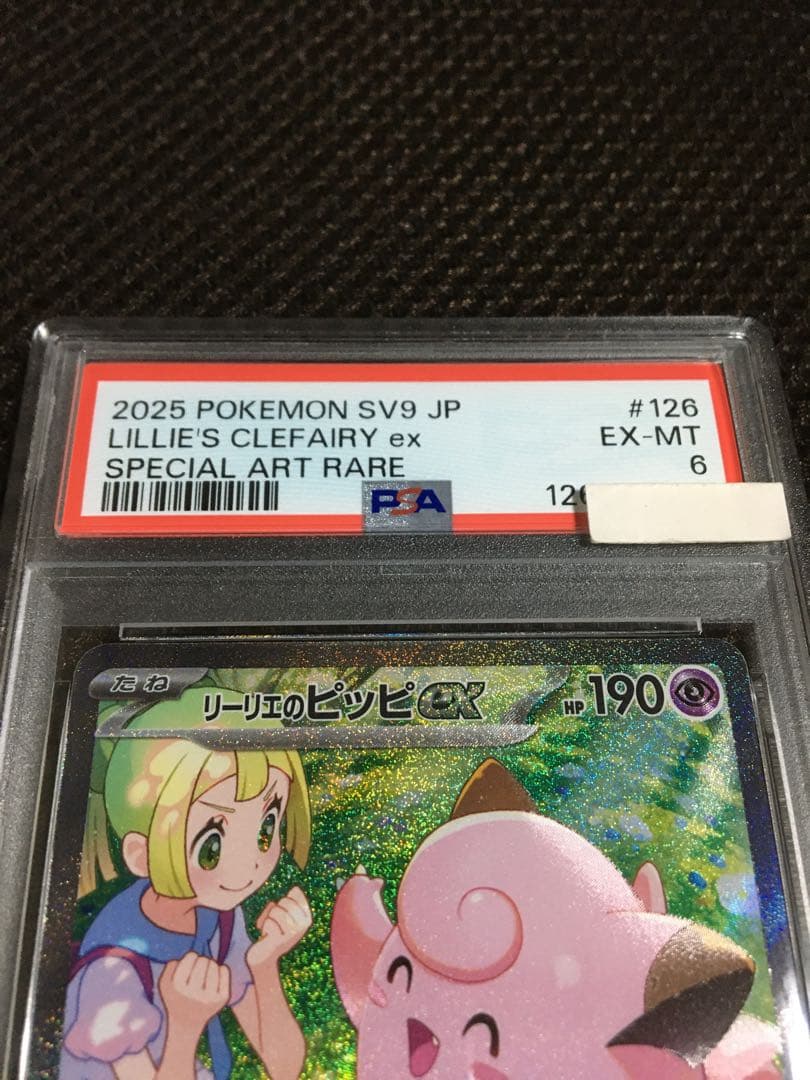 2025 POKEMON SV9 JP #126
LILLIE'S CLEFAIRY ex EX-MT
SPECIAL ART RARE 6
PSA
たね リーリエのピッピex HP 190